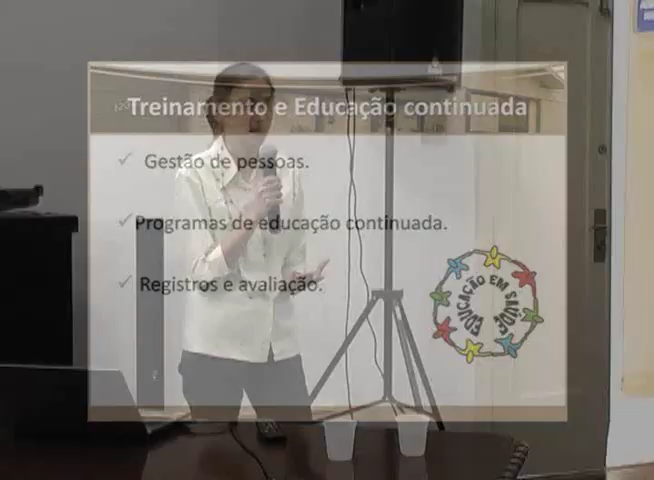 Treinamento e Educação continuada
✓ Gestão de pessoas.
✓ Programas de educação continuada.
✓ Registros e avaliação.
EDUCAÇÃO EM SAÚDE